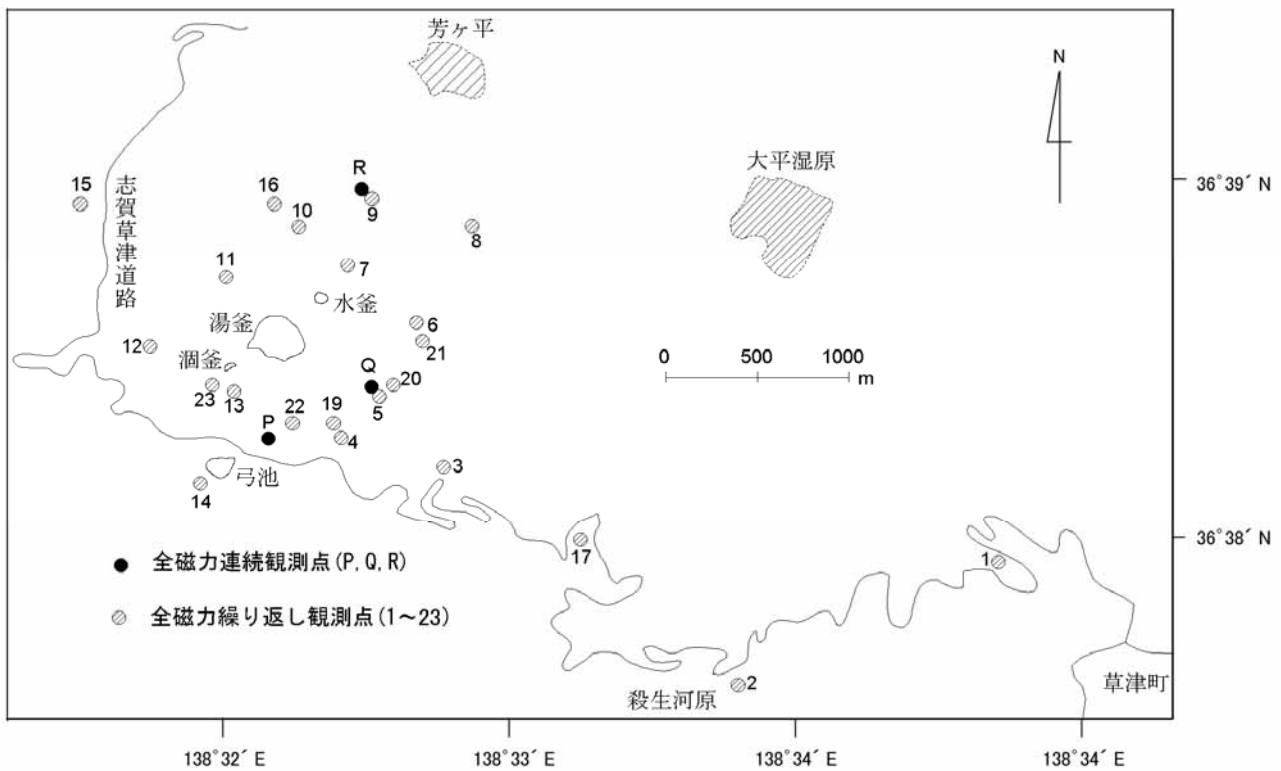 芳ヶ平
N
大平湿原
R
15
志賀草津道路
16
9
36°39′ N
10
8
11
7
水釜
湯釜
6
12
涸釜
21
0 500 1000
m
Q
20
23
13
5
22
19
P
4
弓池
3
14
36°38′ N
17
1
● 全磁力連続観測点(P, Q, R)
全磁力繰り返し観測点(1～23)
2
殺生河原
草津町
138°32′ E
138°33′ E
138°34′ E
138°34′ E